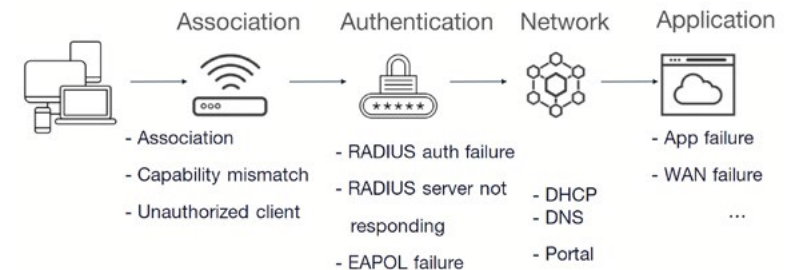 Association
Authentication
Network
Application
*****
- Association
- Capability mismatch
- Unauthorized client
- RADIUS auth failure
- RADIUS server not
responding
- EAPOL failure
- DHCP
- DNS
- Portal
- App failure
- WAN failure
...